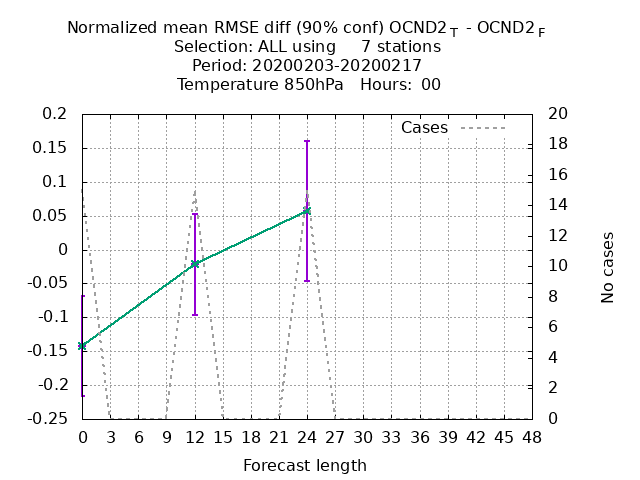 Normalized mean RMSE diff (90% conf) OCND2 T - OCND2 F
Selection: ALL using     7 stations
Period: 20200203-20200217
Temperature 850hPa   Hours:  00
Cases
0.2
0.15
0.1
0.05
0
-0.05
-0.1
-0.15
-0.2
-0.25
20
18
16
14
12
10
8
6
4
2
0
No cases
0 3 6 9 12 15 18 21 24 27 30 33 36 39 42 45 48
Forecast length